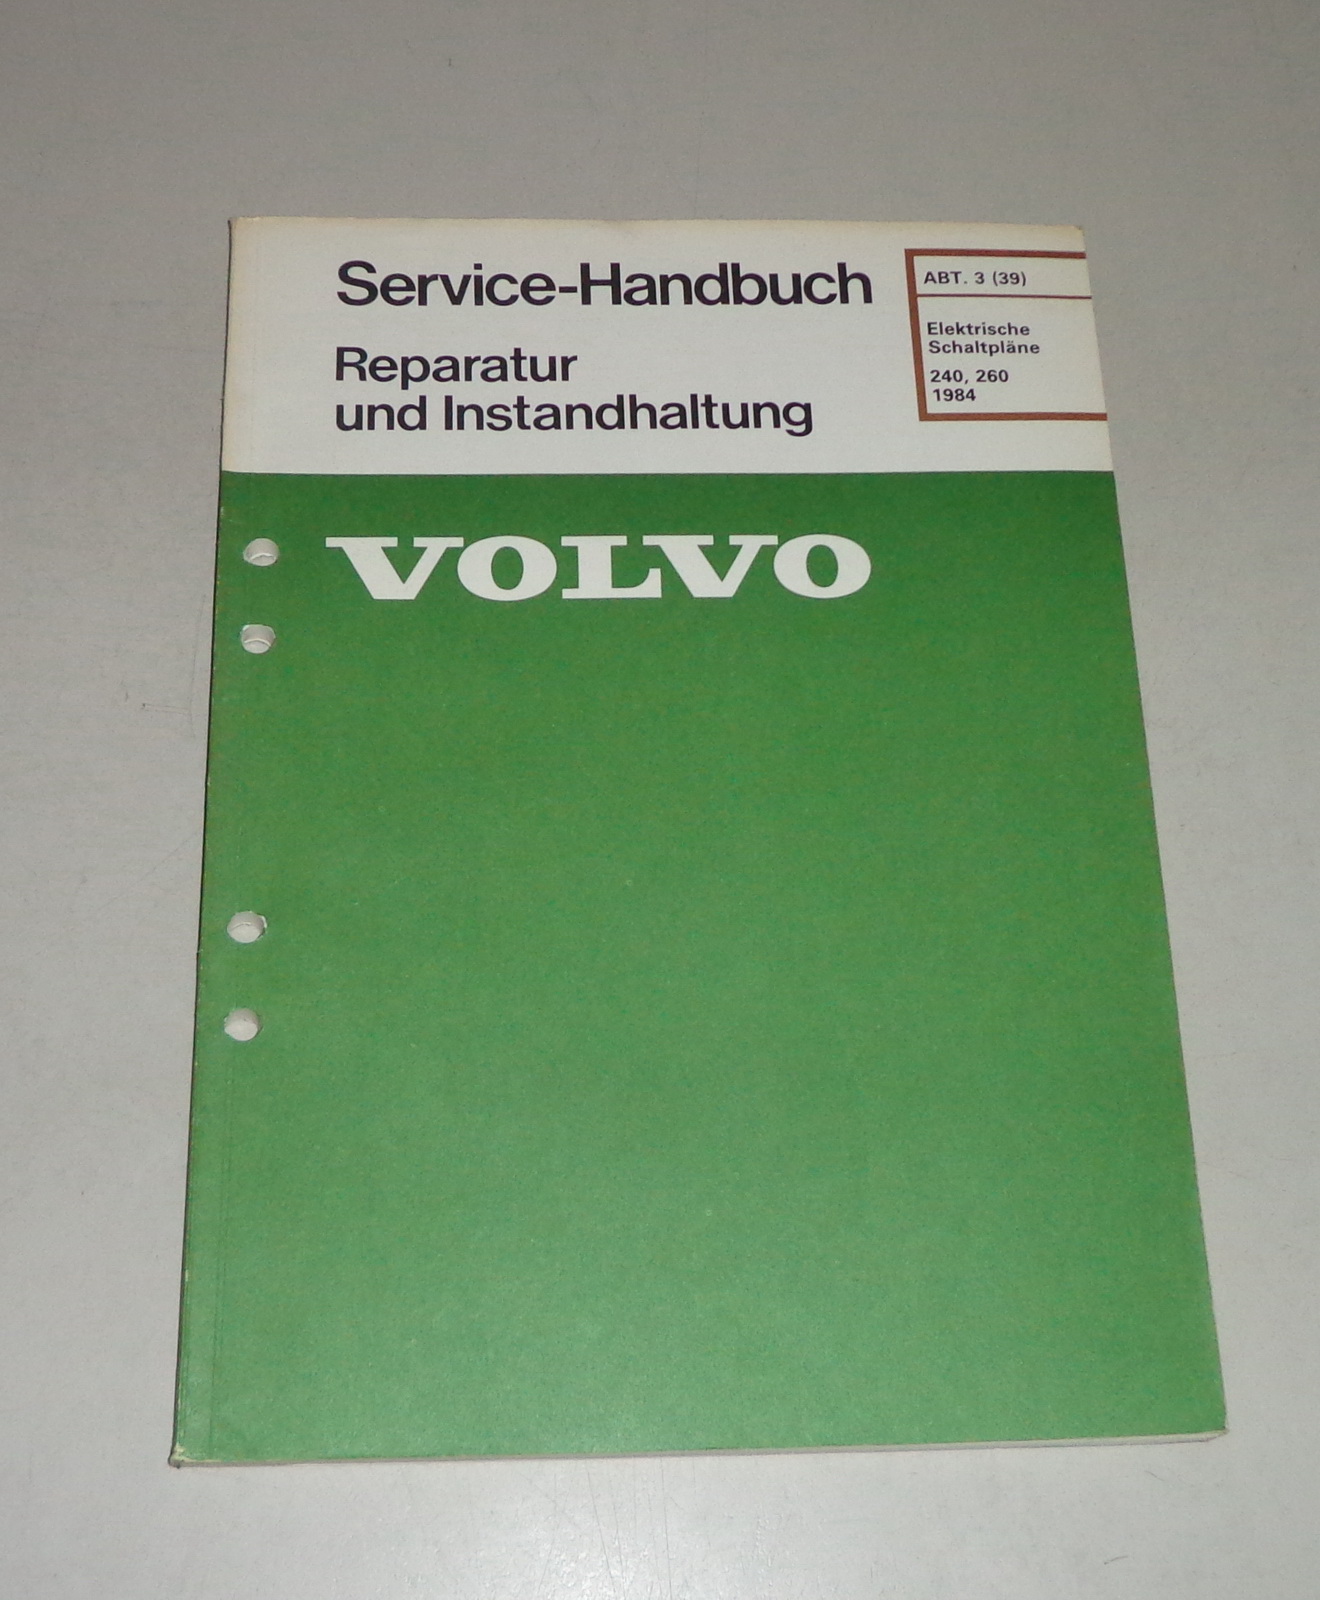 Service-Handbuch
Reparatur
und Instandhaltung
ABT. 3 (39)
Elektrische
Schaltpläne
240, 260
1984
VOLVO